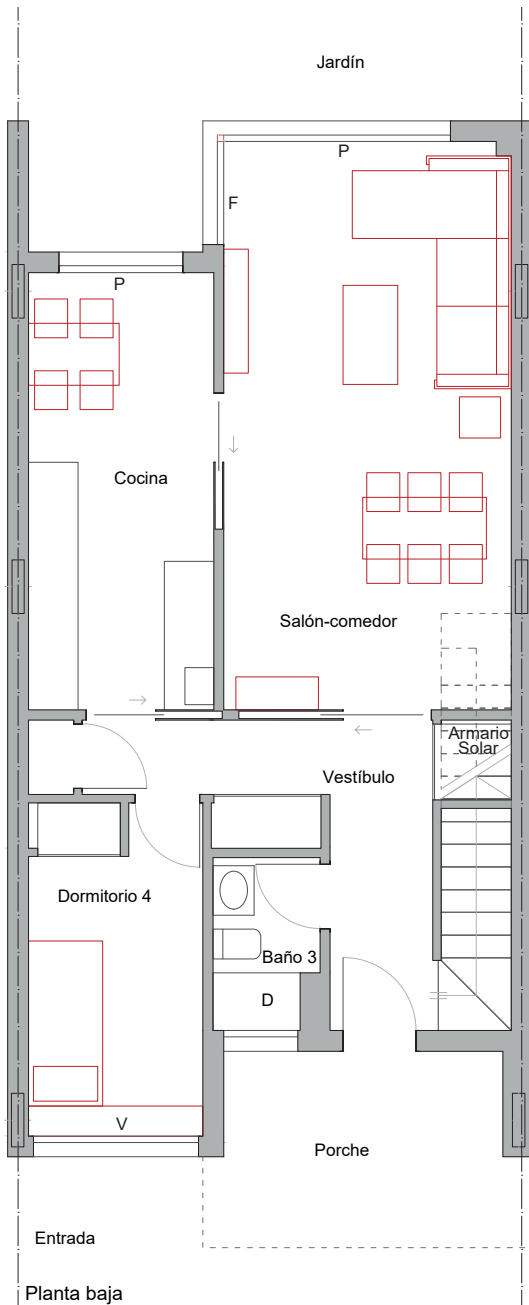 Jardín
P
F
P
Cocina
Salón-comedor
Armario
Solar
Vestíbulo
Dormitorio 4
Baño 3
D
V
Porche
Entrada
Planta baja